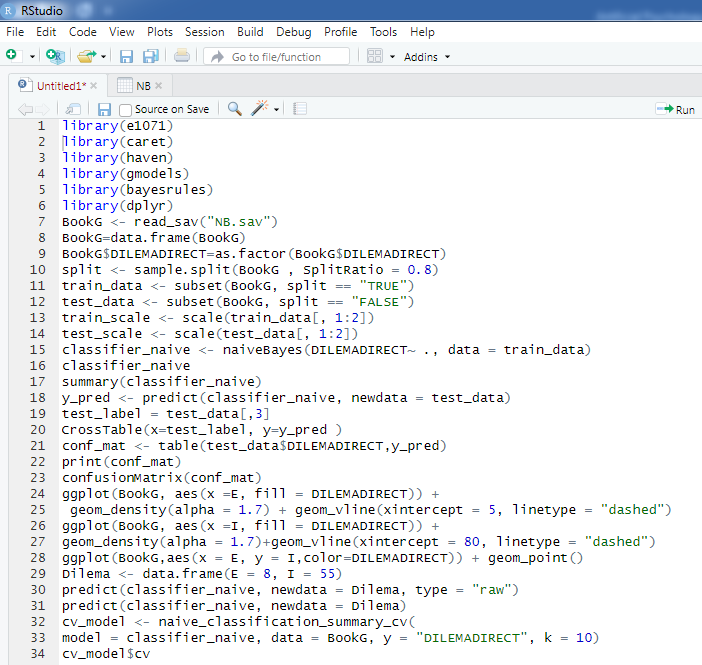 RStudio
File Edit Code View Plots Session Build Debug Profile Tools Help
Go to file/function Addins
Untitled1* NB
Source on Save Run
1 library(e1071)
2 library(caret)
3 library(haven)
4 library(gmodels)
5 library(bayesrules)
6 library(dplyr)
7 BookG <- read_sav("NB.sav")
8 BookG=data.frame(BookG)
9 BookG$DILEMADIRECT=as.factor(BookG$DILEMADIRECT)
10 split <- sample.split(BookG , SplitRatio = 0.8)
11 train_data <- subset(BookG, split == "TRUE")
12 test_data <- subset(BookG, split == "FALSE")
13 train_scale <- scale(train_data[, 1:2])
14 test_scale <- scale(test_data[, 1:2])
15 classifier_naive <- naiveBayes(DILEMADIRECT~ ., data = train_data)
16 classifier_naive
17 summary(classifier_naive)
18 y_pred <- predict(classifier_naive, newdata = test_data)
19 test_label = test_data[,3]
20 CrossTable(x=test_label, y=y_pred )
21 conf_mat <- table(test_data$DILEMADIRECT,y_pred)
22 print(conf_mat)
23 confusionMatrix(conf_mat)
24 ggplot(BookG, aes(x =E, fill = DILEMADIRECT)) +
25 geom_density(alpha = 1.7) + geom_vline(xintercept = 5, linetype = "dashed")
26 ggplot(BookG, aes(x =I, fill = DILEMADIRECT)) +
27 geom_density(alpha = 1.7)+geom_vline(xintercept = 80, linetype = "dashed")
28 ggplot(BookG,aes(x = E, y = I,color=DILEMADIRECT)) + geom_point()
29 Dilema <- data.frame(E = 8, I = 55)
30 predict(classifier_naive, newdata = Dilema, type = "raw")
31 predict(classifier_naive, newdata = Dilema)
32 cv_model <- naive_classification_summary_cv(
33 model = classifier_naive, data = BookG, y = "DILEMADIRECT", k = 10)
34 cv_model$cv